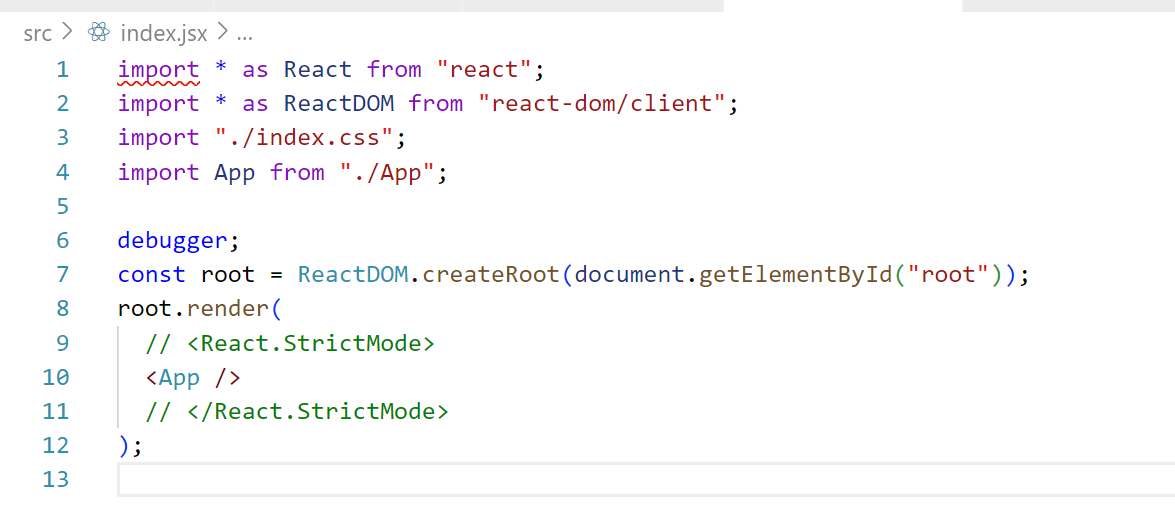 src > index.jsx > ...
1 import * as React from "react";
2 import * as ReactDOM from "react-dom/client";
3 import "./index.css";
4 import App from "./App";
5
6 debugger;
7 const root = ReactDOM.createRoot(document.getElementById("root"));
8 root.render(
9   // <React.StrictMode>
10   <App />
11   // </React.StrictMode>
12 );
13